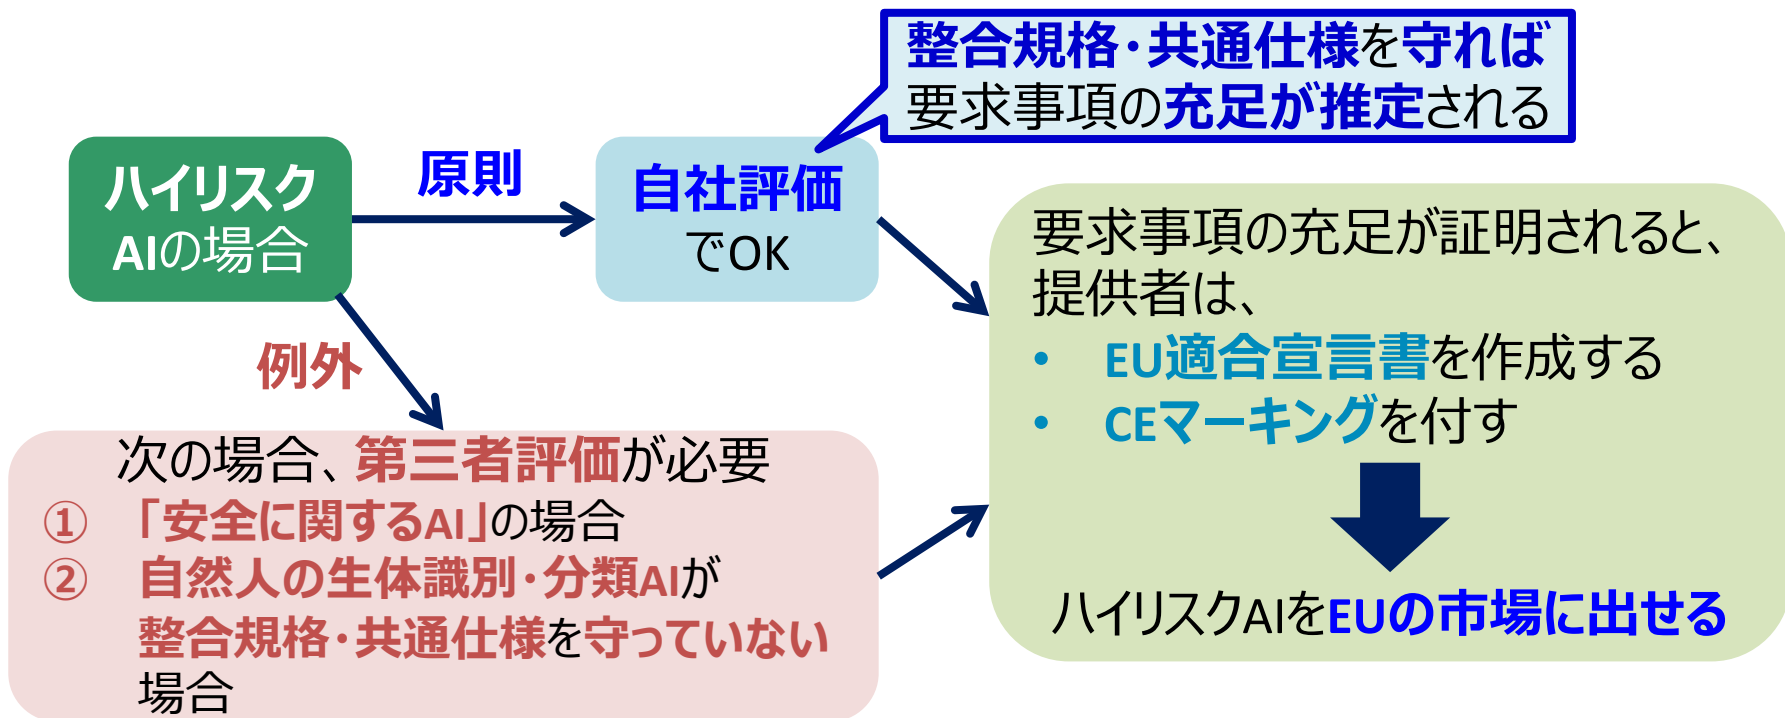 整合規格・共通仕様を守れば
要求事項の充足が推定される
ハイリスク
AIの場合
原則
自社評価
でOK
例外
次の場合、第三者評価が必要
① 「安全に関するAI」の場合
② 自然人の生体識別・分類AIが
整合規格・共通仕様を守っていない
場合
要求事項の充足が証明されると、
提供者は、
• EU適合宣言書を作成する
• CEマーキングを付す
ハイリスクAIをEUの市場に出せる